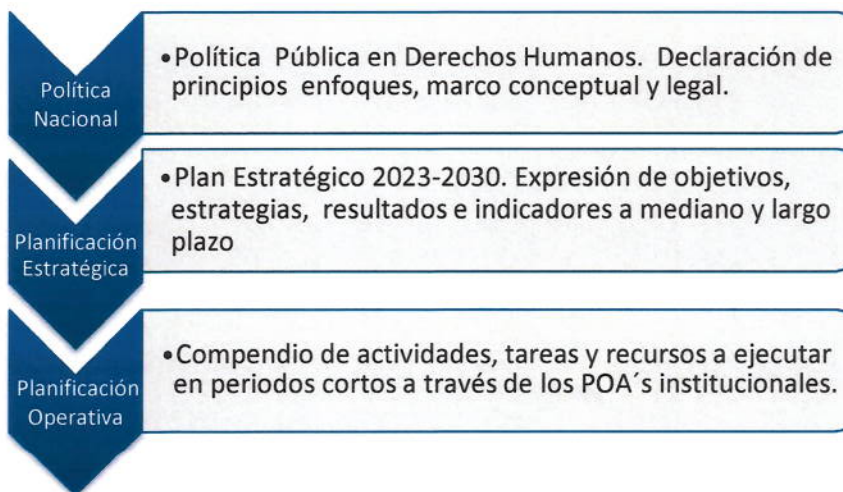 Política
Nacional
•Política Pública en Derechos Humanos. Declaración de
principios enfoques, marco conceptual y legal.
Planificación
Estratégica
•Plan Estratégico 2023-2030. Expresión de objetivos,
estrategias, resultados e indicadores a mediano y largo
plazo
Planificación
Operativa
•Compendio de actividades, tareas y recursos a ejecutar
en periodos cortos a través de los POA´s institucionales.